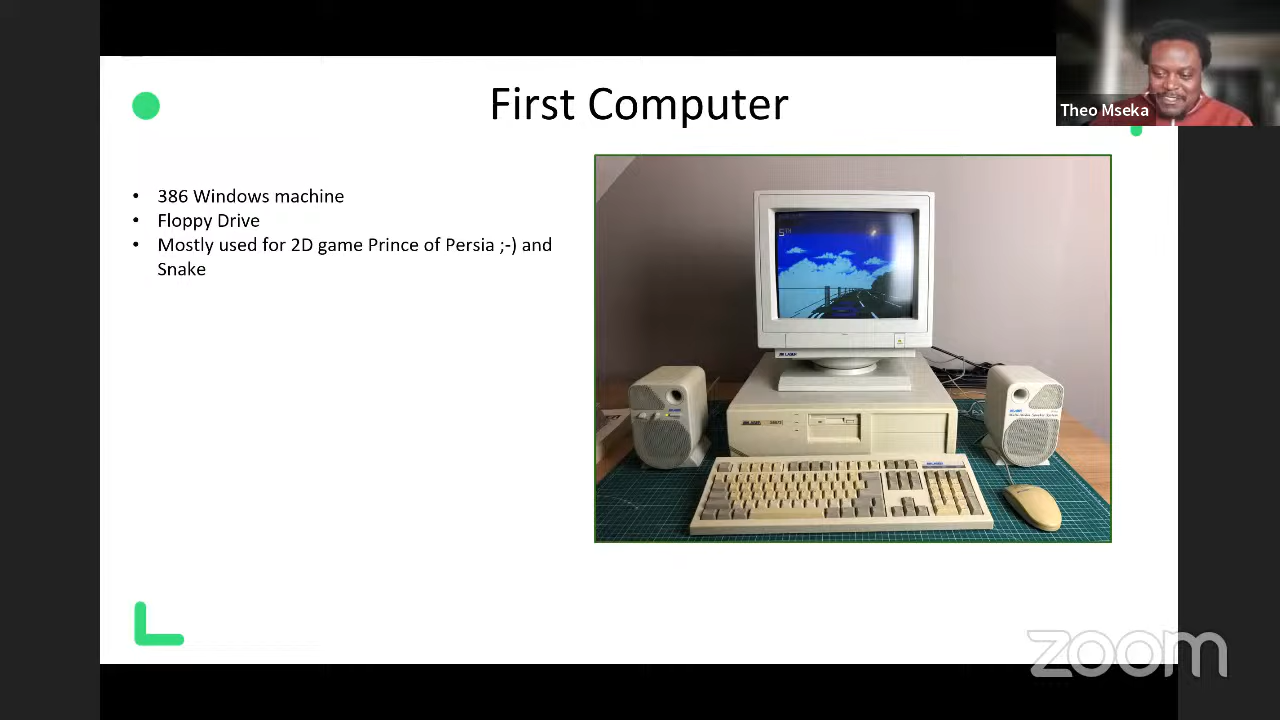 First Computer
Theo Mseka
• 386 Windows machine
• Floppy Drive
• Mostly used for 2D game Prince of Persia ;-) and
Snake
zoom